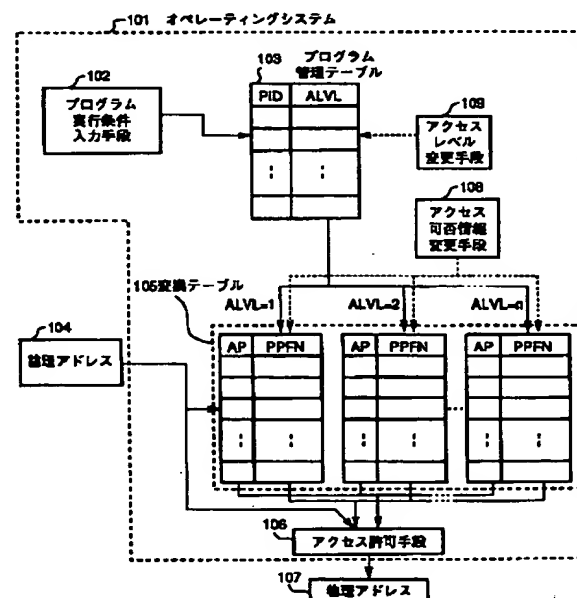 101 オペレーティングシステム
103
プログラム
管理テーブル
102
プログラム
実行条件
入力手段
PID ALVL
109
アクセス
レベル
変更手段
108
アクセス
可否情報
変更手段
105変換テーブル
ALVL=1 ALVL=2 ALVL=n
104
論理アドレス
AP PPFN AP PPFN AP PPFN
106
アクセス許可手段
107
物理アドレス